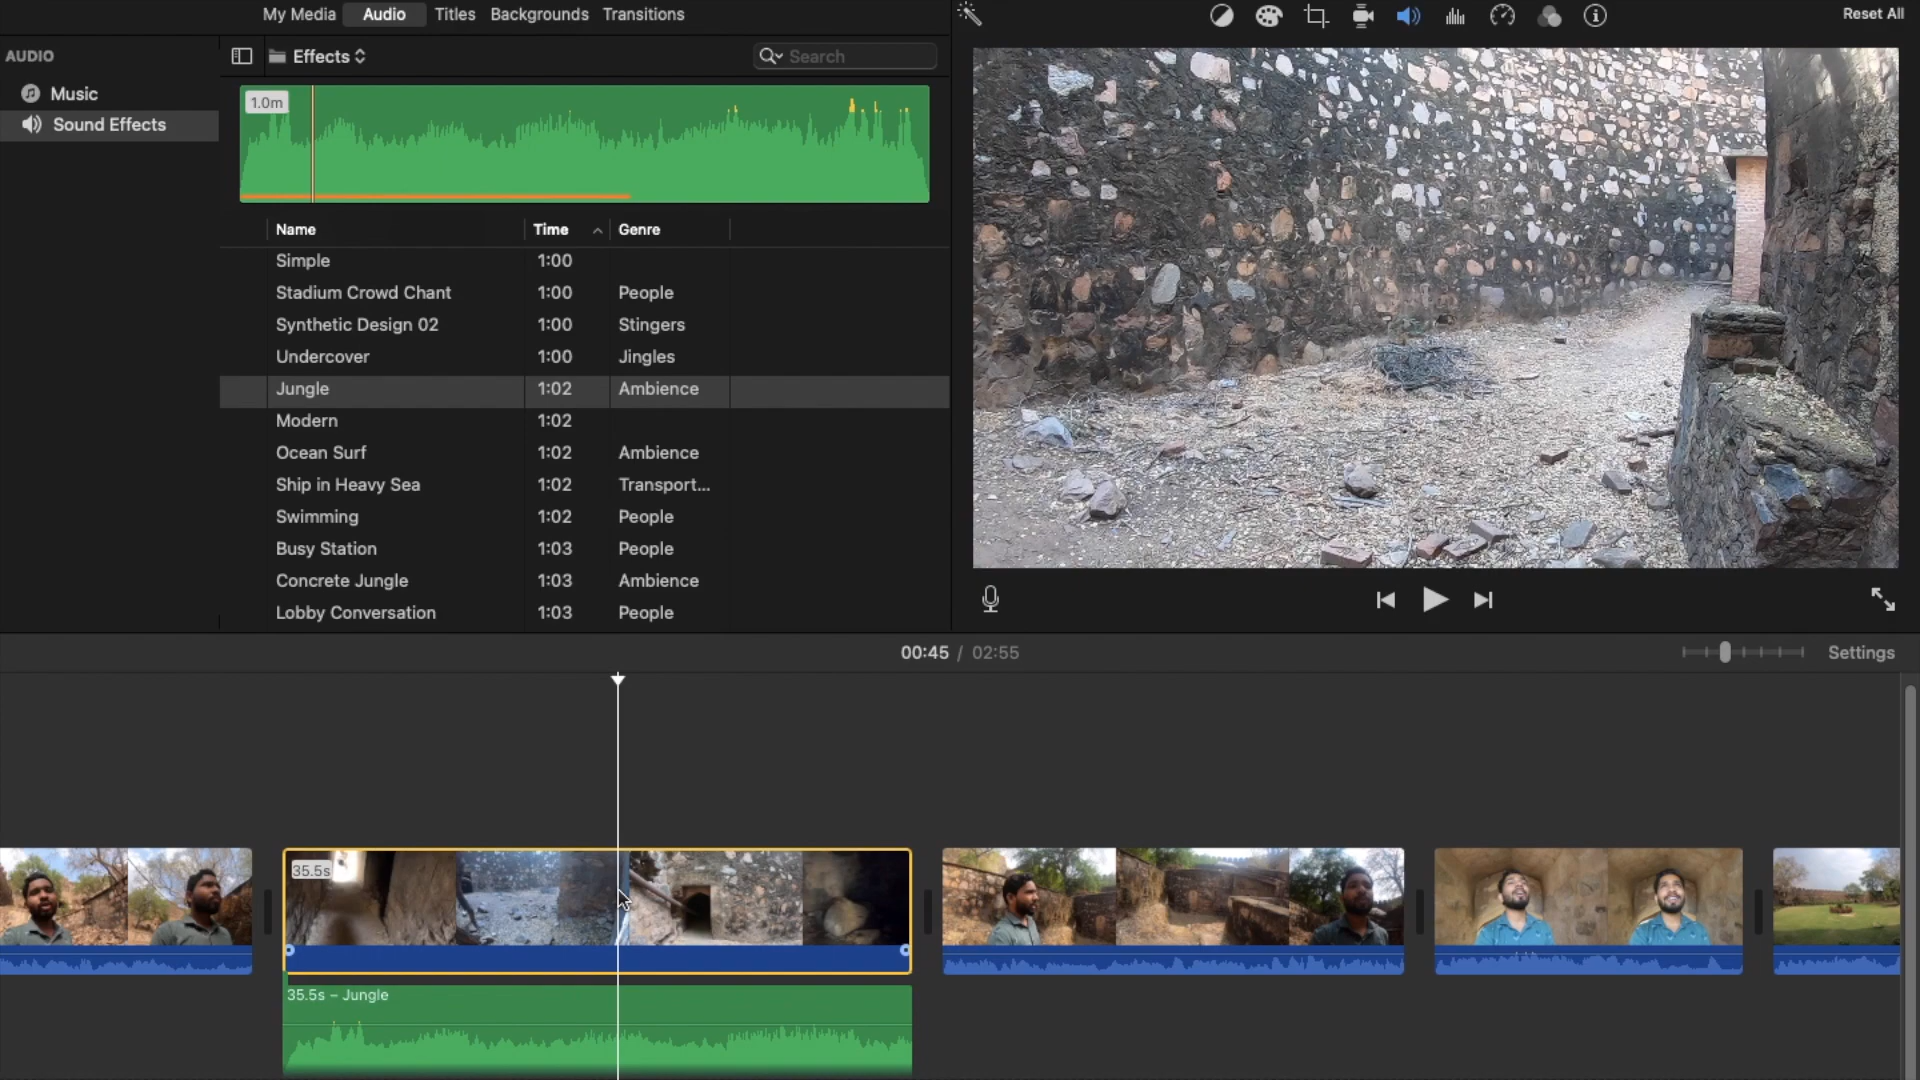 My Media Audio Titles Backgrounds Transitions
Reset All
AUDIO
Effects
Search
Music
Sound Effects
1.0m
Name Time Genre
Simple 1:00
Stadium Crowd Chant 1:00 People
Synthetic Design 02 1:00 Stingers
Undercover 1:00 Jingles
Jungle 1:02 Ambience
Modern 1:02
Ocean Surf 1:02 Ambience
Ship in Heavy Sea 1:02 Transport...
Swimming 1:02 People
Busy Station 1:03 People
Concrete Jungle 1:03 Ambience
Lobby Conversation 1:03 People
00:45 / 02:55
Settings
35.5s
35.5s – Jungle